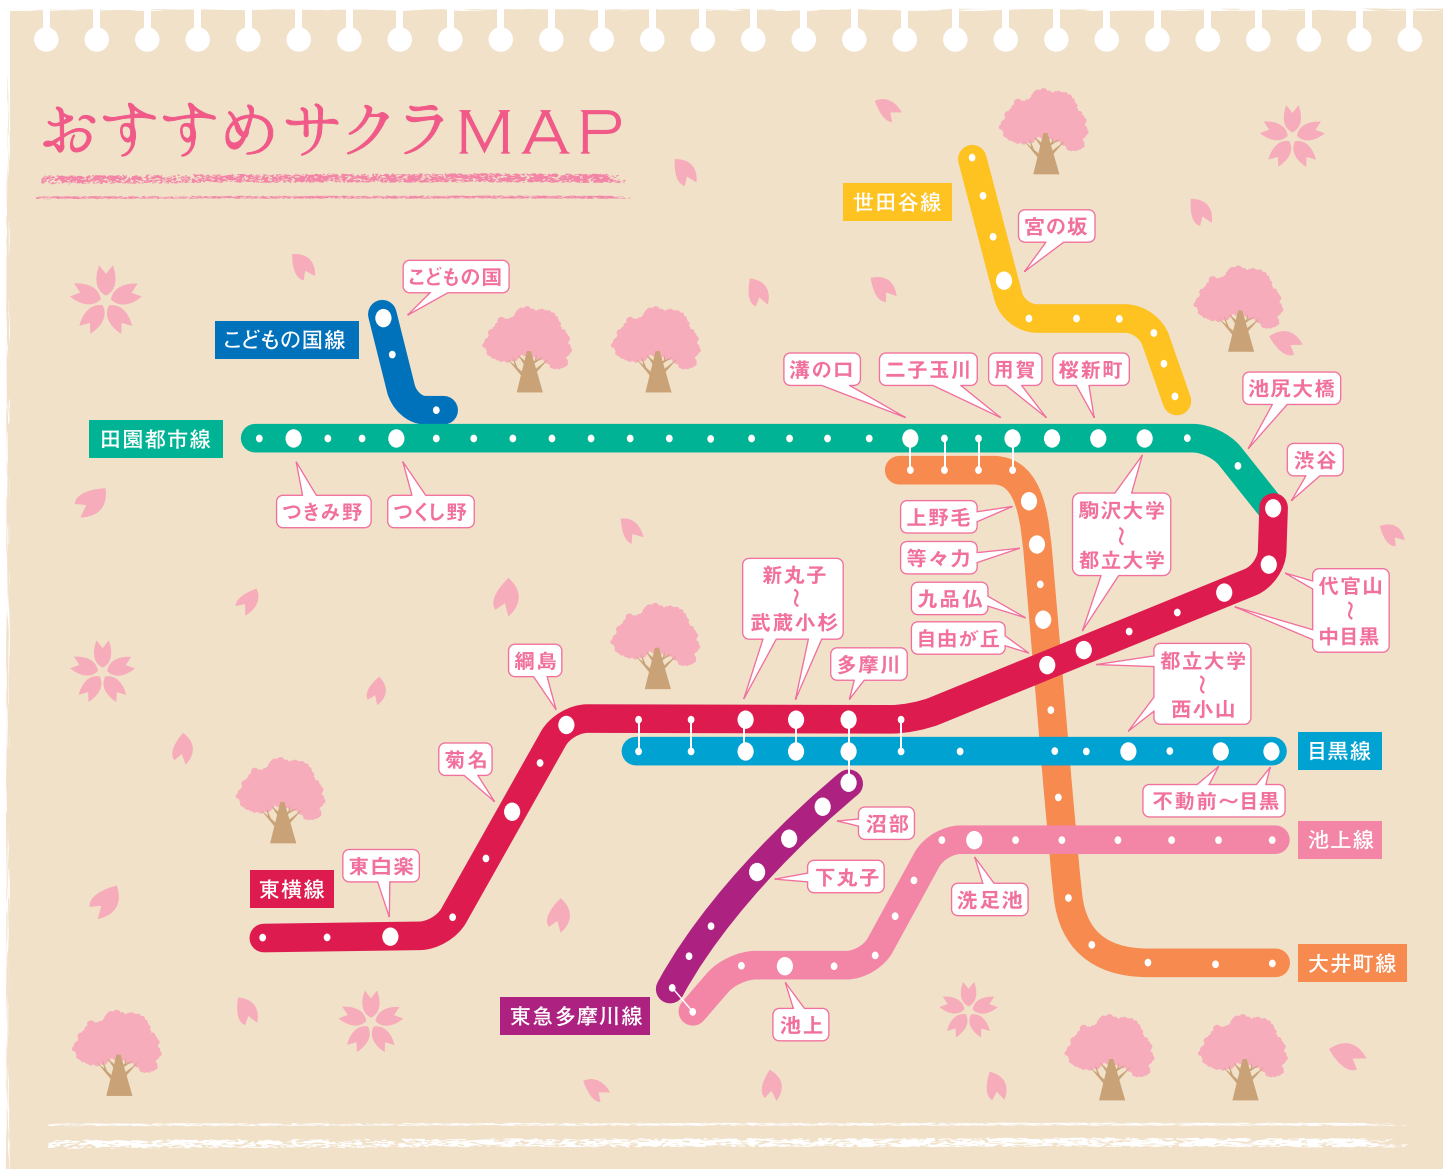 おすすめサクラMAP
世田谷線
宮の坂
こどもの国
こどもの国線
溝の口
二子玉川
用賀
桜新町
池尻大橋
田園都市線
渋谷
つきみ野
つくし野
上野毛
等々力
九品仏
自由が丘
駒沢大学
〜
都立大学
代官山
〜
中目黒
新丸子
〜
武蔵小杉
多摩川
綱島
都立大学
〜
西小山
菊名
目黒線
不動前〜目黒
沼部
池上線
東白楽
東横線
下丸子
洗足池
大井町線
東急多摩川線
池上